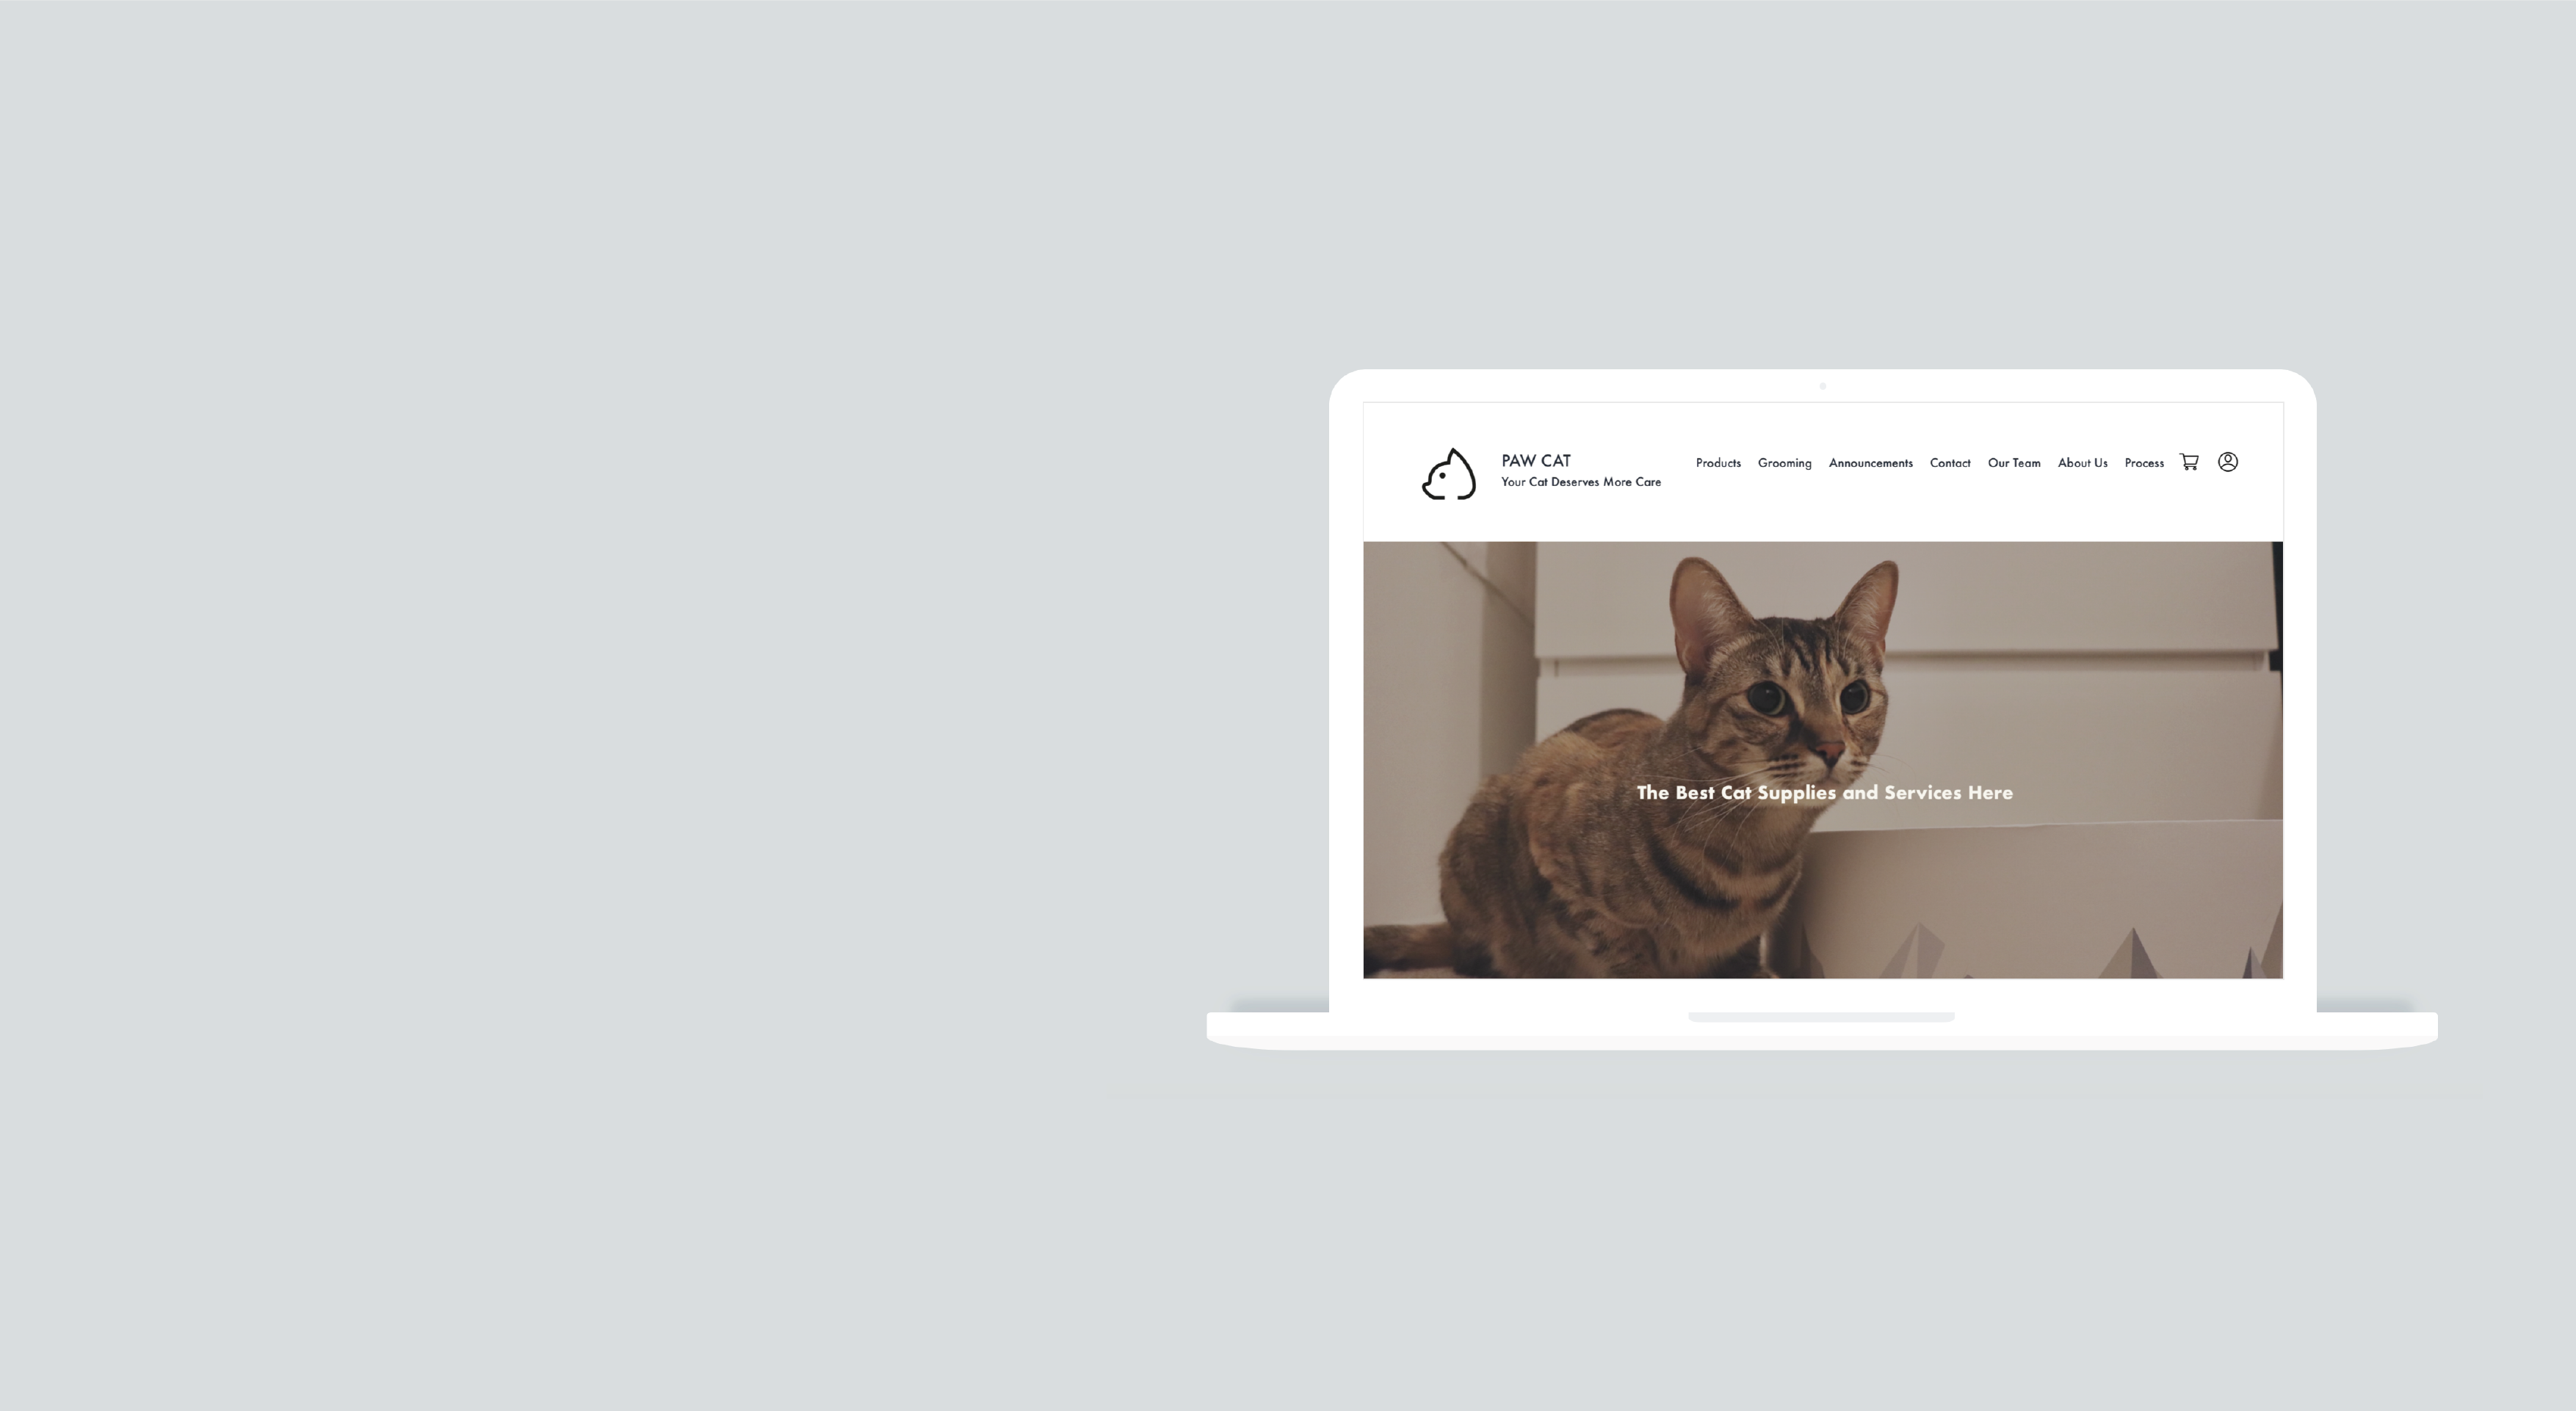 PAW CAT
Your Cat Deserves More Care
Products Grooming Announcements Contact Our Team About Us Process
The Best Cat Supplies and Services Here